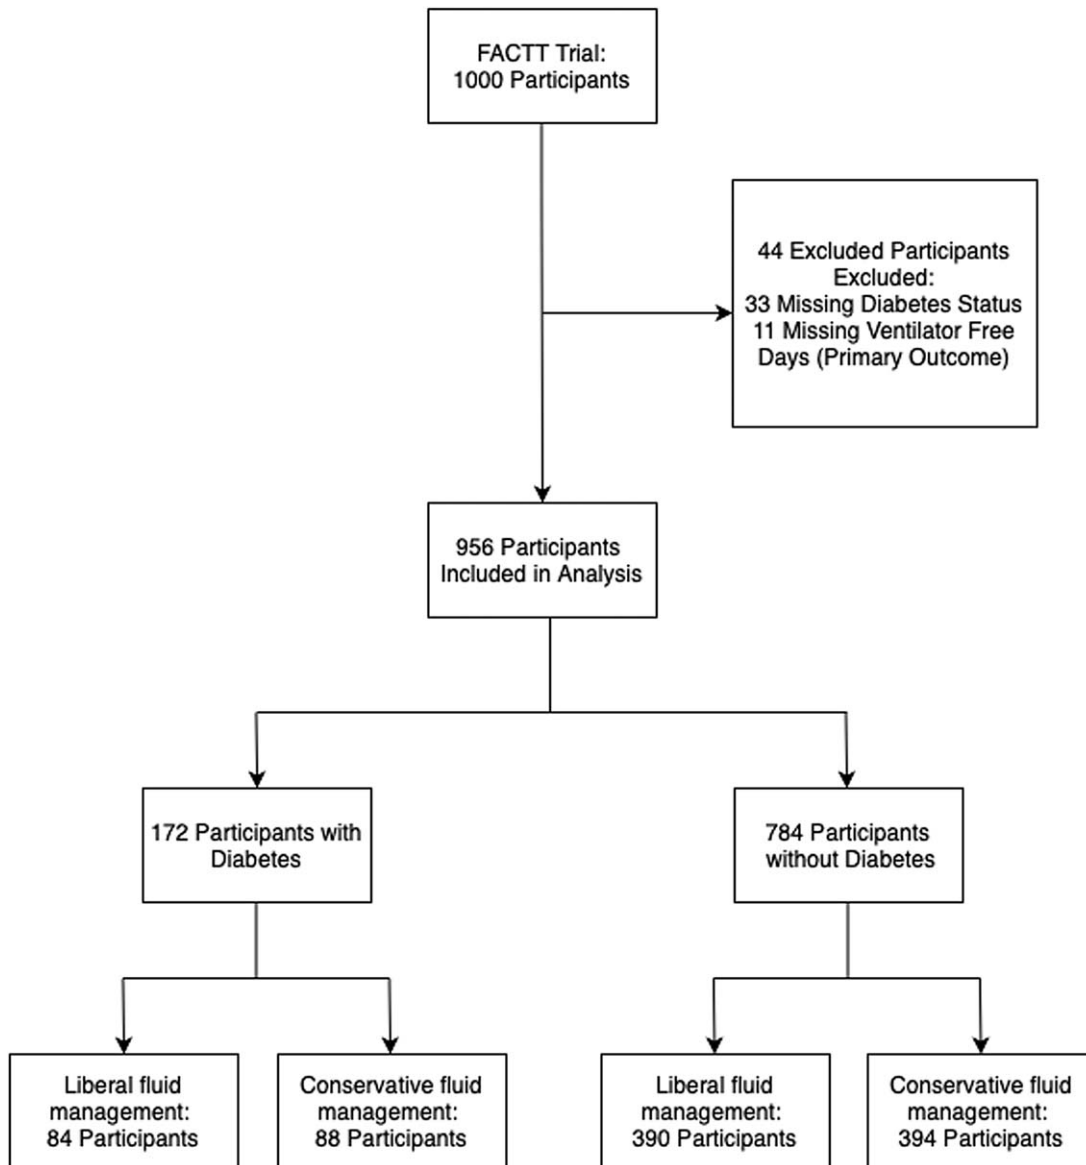 FACTT Trial:
1000 Participants
44 Excluded Participants
Excluded:
33 Missing Diabetes Status
11 Missing Ventilator Free
Days (Primary Outcome)
956 Participants
Included in Analysis
172 Participants with
Diabetes
784 Participants
without Diabetes
Liberal fluid
management:
84 Participants
Conservative fluid
management:
88 Participants
Liberal fluid
management:
390 Participants
Conservative fluid
management:
394 Participants